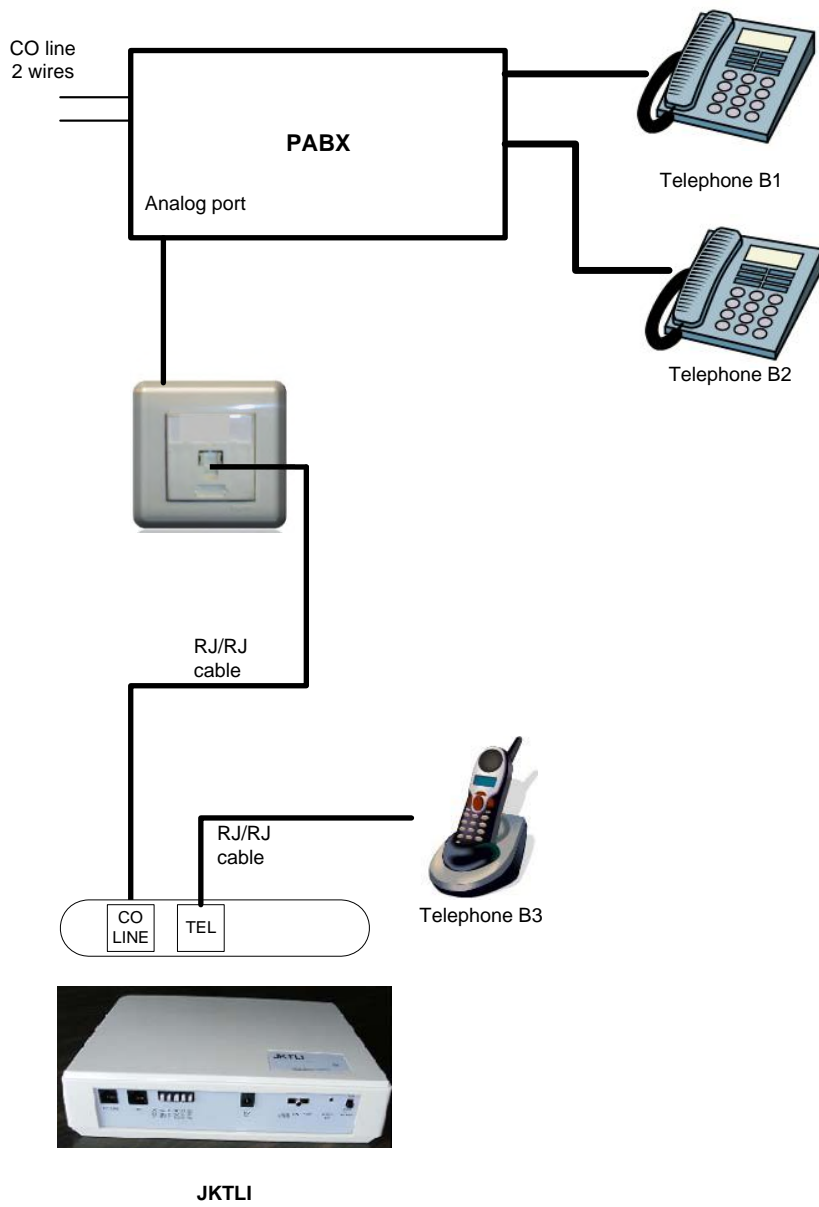 CO line
2 wires
PABX
Analog port
Telephone B1
Telephone B2
RJ/RJ
cable
RJ/RJ
cable
Telephone B3
CO
LINE
TEL
JKTLI
JKTLI